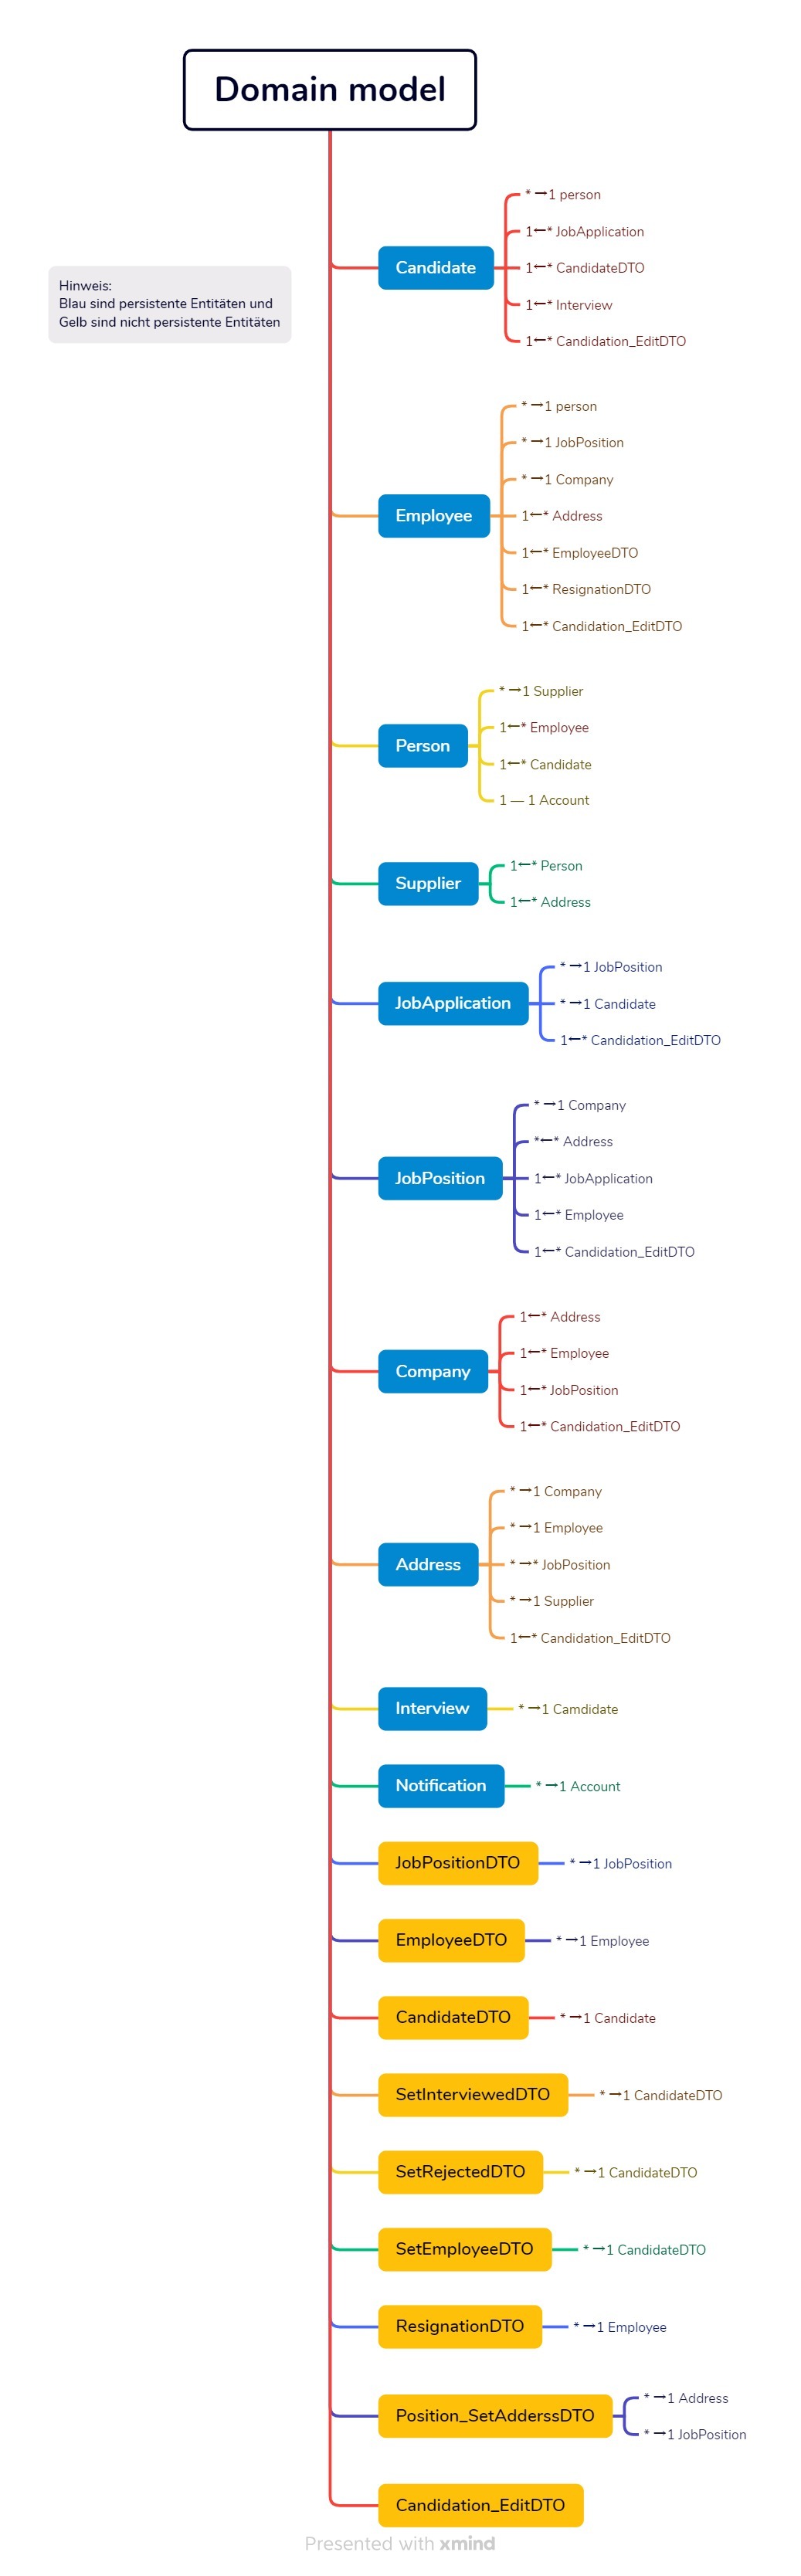 Domain model
Hinweis:
Blau sind persistente Entitäten und
Gelb sind nicht persistente Entitäten
Candidate
* →1 person
1←* JobApplication
1←* CandidateDTO
1←* Interview
1←* Candidation_EditDTO
Employee
* →1 person
* →1 JobPosition
* →1 Company
1←* Address
1←* EmployeeDTO
1←* ResignationDTO
1←* Candidation_EditDTO
Person
* →1 Supplier
1←* Employee
1←* Candidate
1 — 1 Account
Supplier
1←* Person
1←* Address
JobApplication
* →1 JobPosition
* →1 Candidate
1←* Candidation_EditDTO
JobPosition
* →1 Company
*←* Address
1←* JobApplication
1←* Employee
1←* Candidation_EditDTO
Company
1←* Address
1←* Employee
1←* JobPosition
1←* Candidation_EditDTO
Address
* →1 Company
* →1 Employee
* →* JobPosition
* →1 Supplier
1←* Candidation_EditDTO
Interview
* →1 Camdidate
Notification
* →1 Account
JobPositionDTO
* →1 JobPosition
EmployeeDTO
* →1 Employee
CandidateDTO
* →1 Candidate
SetInterviewedDTO
* →1 CandidateDTO
SetRejectedDTO
* →1 CandidateDTO
SetEmployeeDTO
* →1 CandidateDTO
ResignationDTO
* →1 Employee
Position_SetAdderssDTO
* →1 Address
* →1 JobPosition
Candidation_EditDTO
Presented with xmind